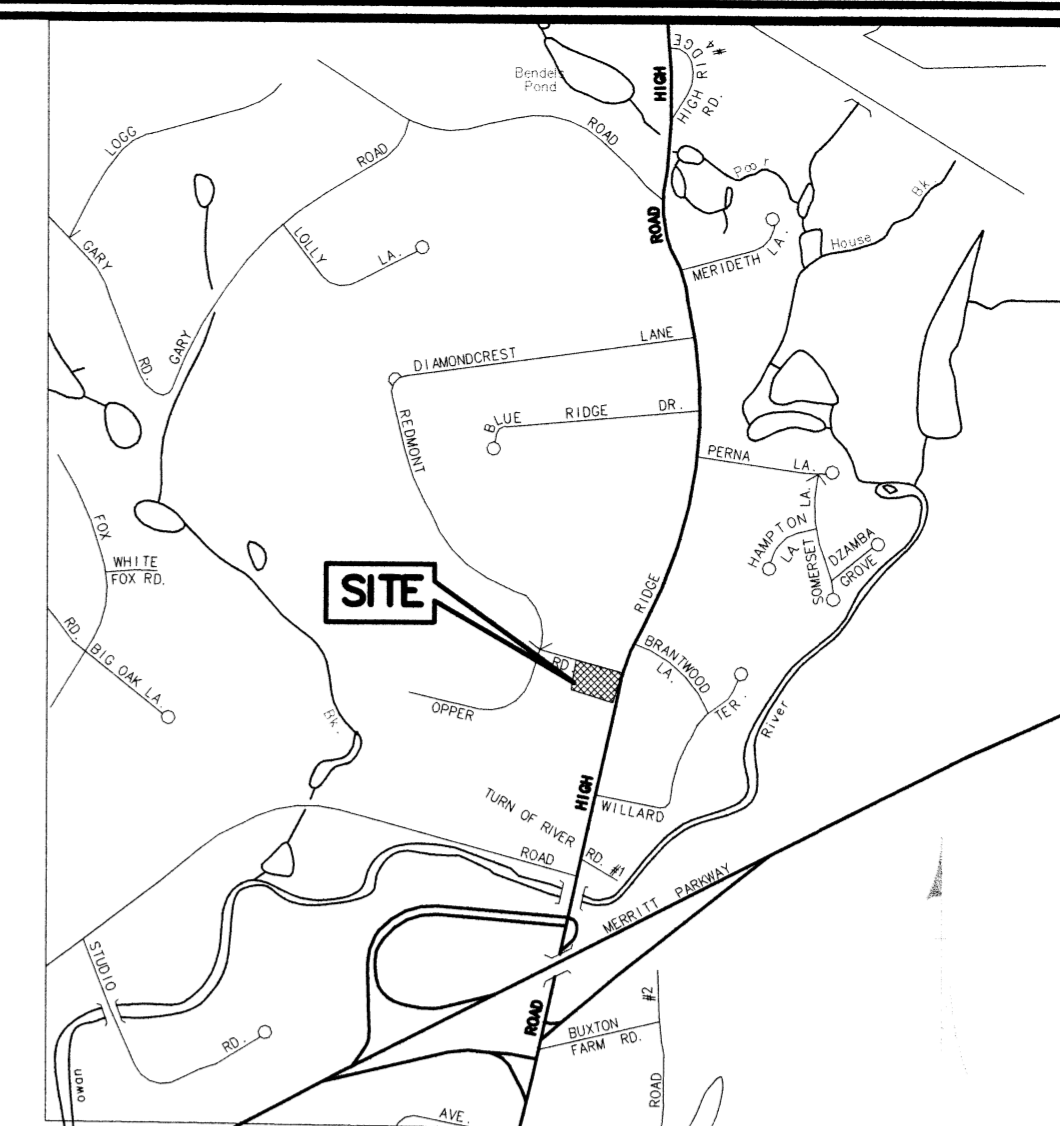 HIGH RIDGE
RD. #4
HIGH
Bendels
Pond
LOGG
ROAD
ROAD
Poor
Bk.
House
ROAD
GARY
LOLLY
LA.
MERIDETH LA.
RD.
GARY
DIAMONDCREST
LANE
REDMONT
BLUE RIDGE DR.
PERNA LA.
FOX
HAMPTON
LA.
LA.
SOMERSET
DZAMBA
GROVE
WHITE
FOX RD.
RIDGE
SITE
RD.
BIG OAK LA.
RD.
BRANTWOOD
LA.
TER.
OPPER
Bk.
River
HIGH
WILLARD
TURN OF RIVER
RD. #1
ROAD
MERRITT PARKWAY
STUDIO
RD.
ROAD
#2
BUXTON
FARM RD.
ROAD
AVE.